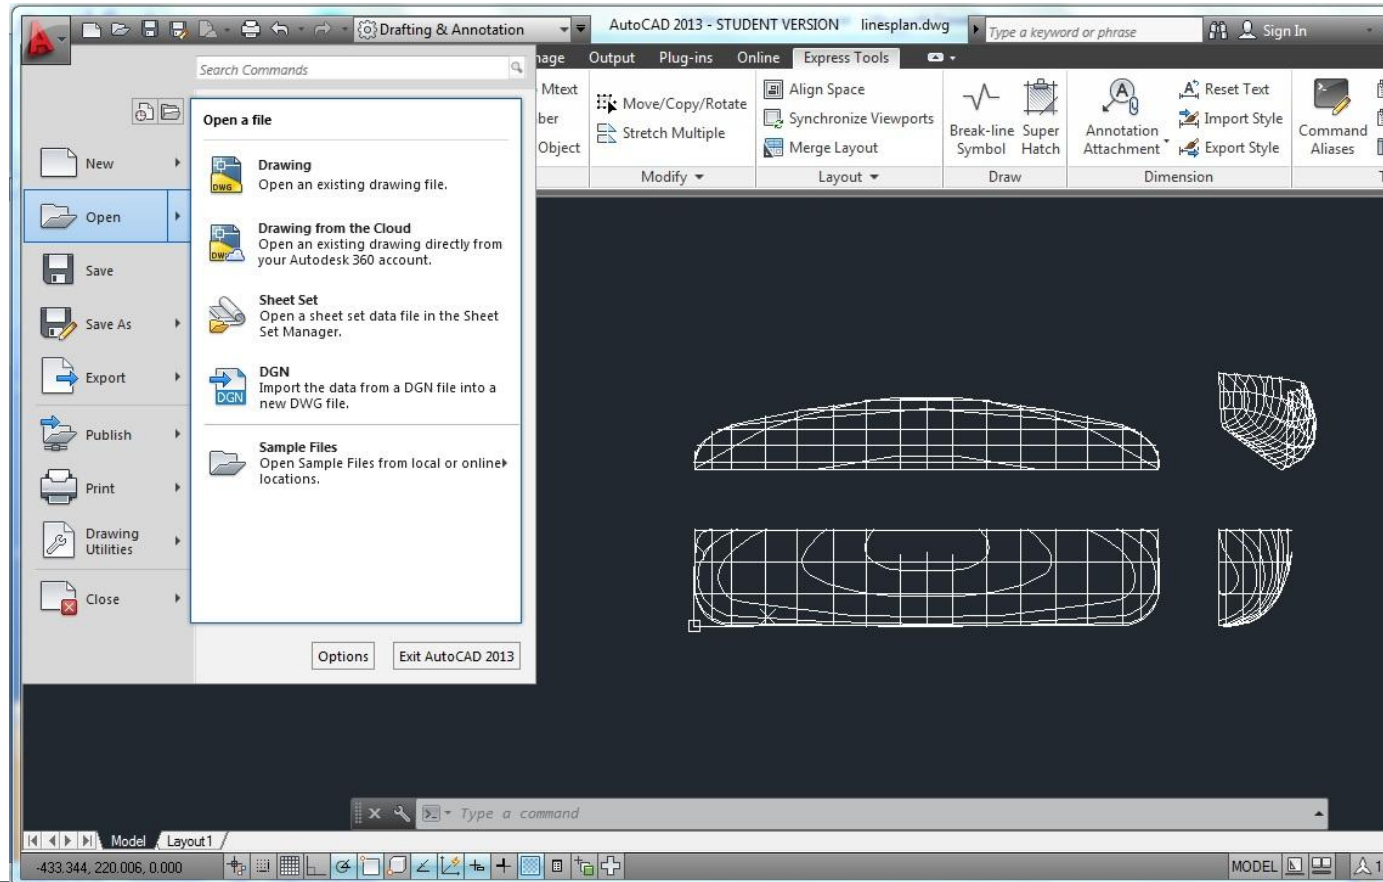 Drafting & Annotation
AutoCAD 2013 - STUDENT VERSION linesplan.dwg
Type a keyword or phrase
Sign In
Search Commands
Output Plug-ins Online Express Tools
Open a file
New
Open
Save
Save As
Export
Publish
Print
Drawing
Utilities
Close
Drawing
Open an existing drawing file.
DWG
Drawing from the Cloud
Open an existing drawing directly from
your Autodesk 360 account.
Sheet Set
Open a sheet set data file in the Sheet
Set Manager.
DGN
Import the data from a DGN file into a
new DWG file.
DGN
Sample Files
Open Sample Files from local or online
locations.
Options
Exit AutoCAD 2013
Mtext
Object
Move/Copy/Rotate
Stretch Multiple
Modify
Align Space
Synchronize Viewports
Merge Layout
Layout
Break-line
Symbol
Super
Hatch
Draw
Annotation
Attachment
Reset Text
Import Style
Export Style
Dimension
Command
Aliases
Type a command
Model Layout1
-433.344, 220.006, 0.000
MODEL